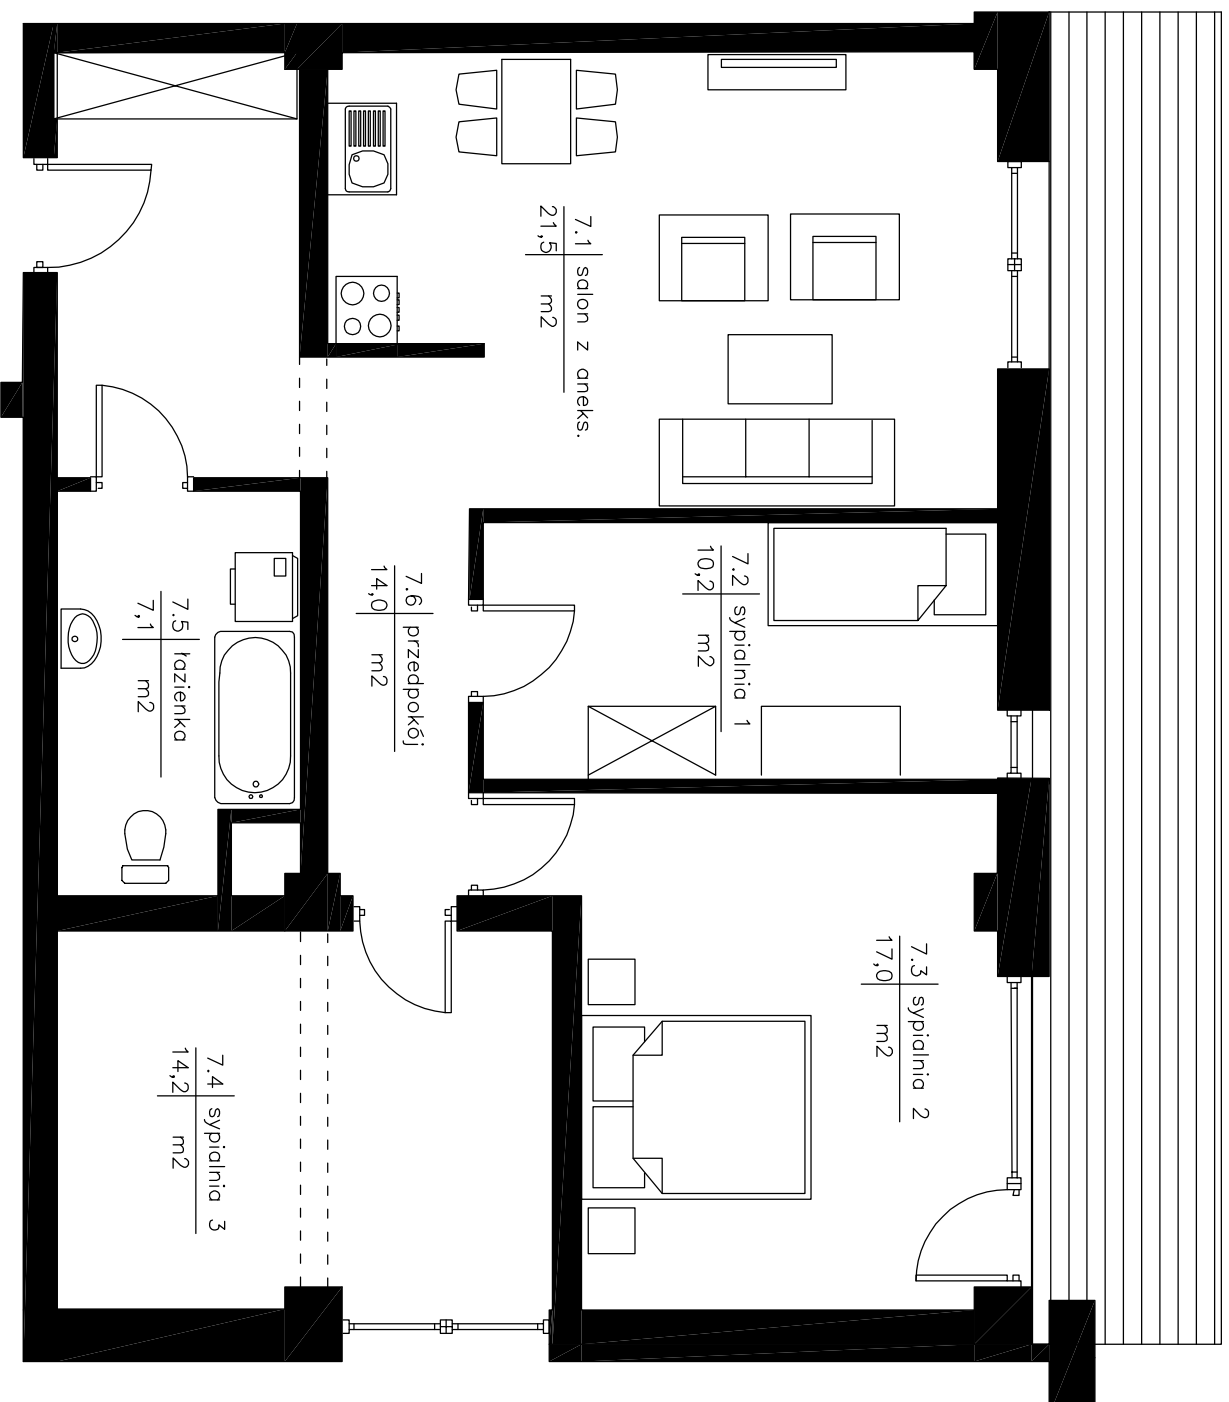 7.1 salon z aneks.
21,5 m2
7.2 sypialnia 1
10,2 m2
7.3 sypialnia 2
17,0 m2
7.4 sypialnia 3
14,2 m2
7.5 łazienka
7,1 m2
7.6 przedpokój
14,0 m2